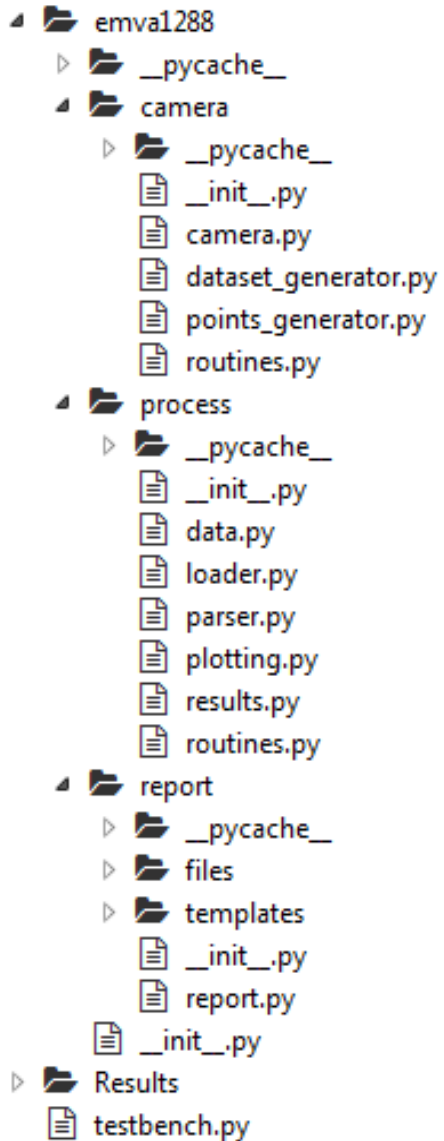 emva1288
__pycache__
camera
__pycache__
__init__.py
camera.py
dataset_generator.py
points_generator.py
routines.py
process
__pycache__
__init__.py
data.py
loader.py
parser.py
plotting.py
results.py
routines.py
report
__pycache__
files
templates
__init__.py
report.py
__init__.py
Results
testbench.py